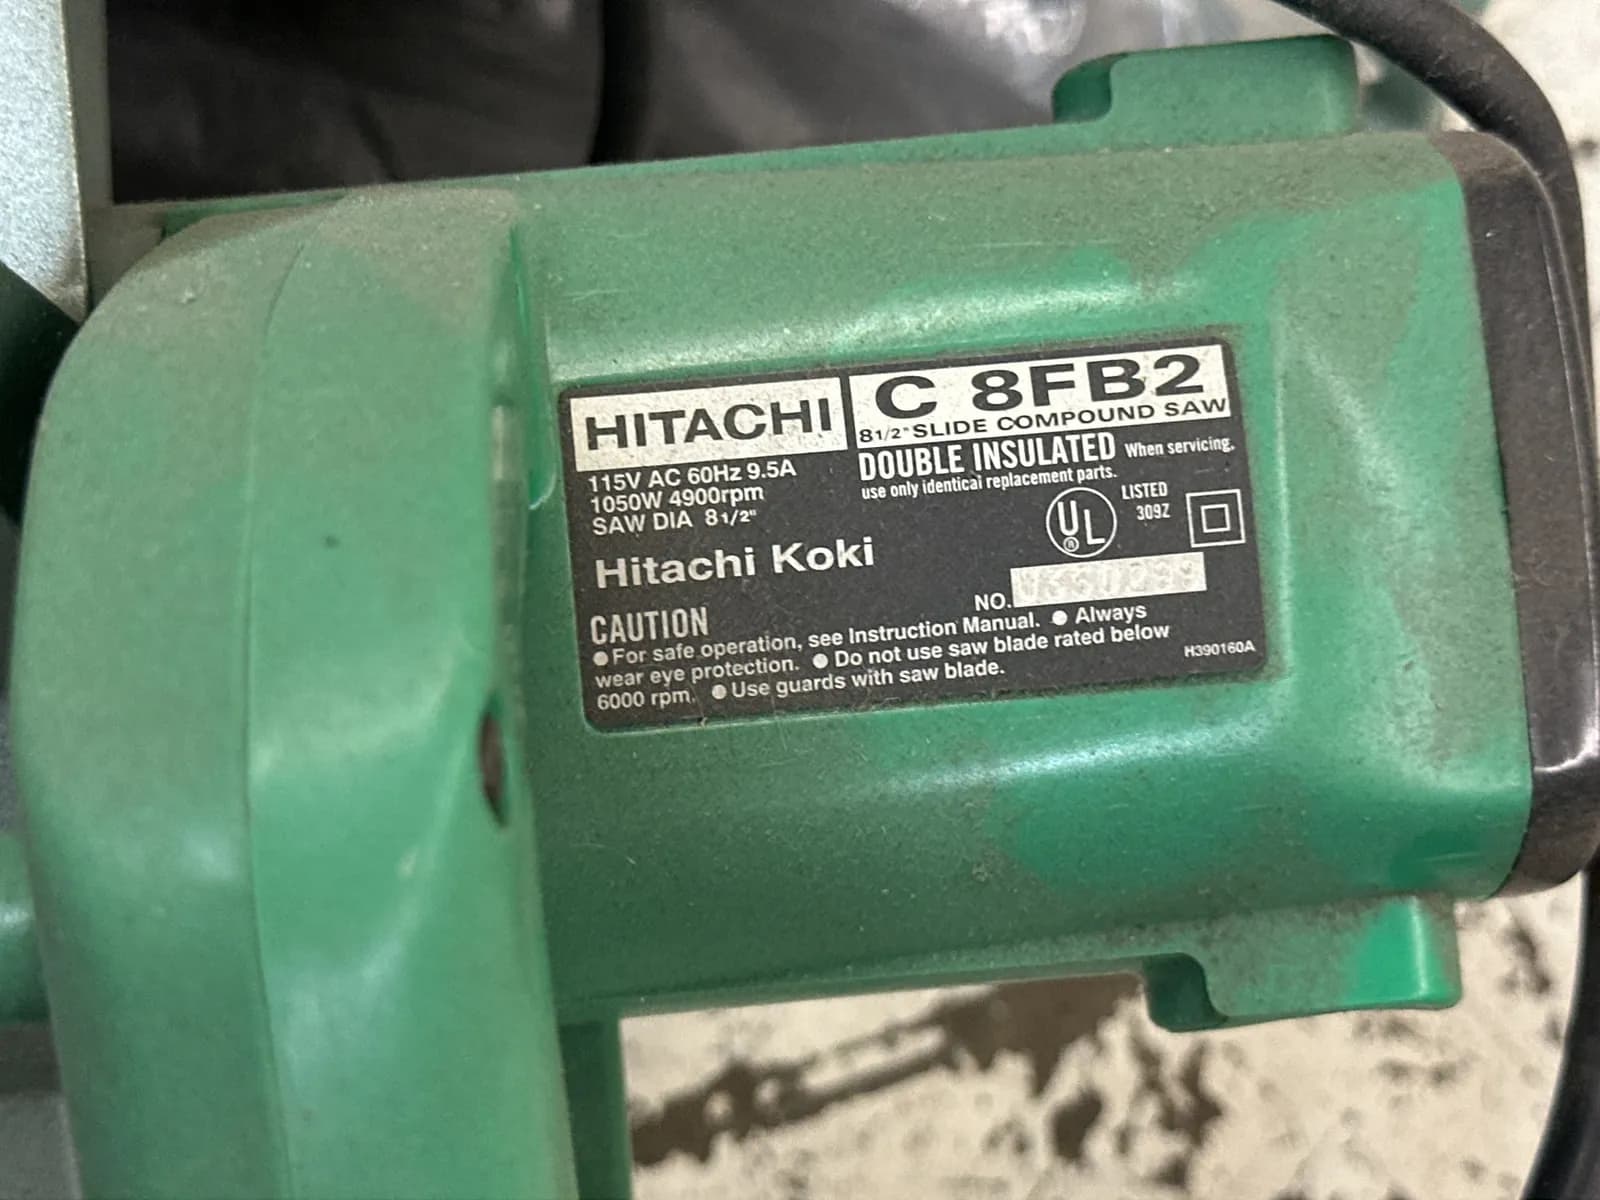 HITACHI
C 8FB2
8 1/2" SLIDE COMPOUND SAW
115V AC 60Hz 9.5A
1050W 4900rpm
SAW DIA 8 1/2"
DOUBLE INSULATED When servicing,
use only identical replacement parts.
UL ®
LISTED
309Z
Hitachi Koki
NO.
CAUTION
● For safe operation, see Instruction Manual. ● Always
wear eye protection. ● Do not use saw blade rated below
6000 rpm. ● Use guards with saw blade.
H390160A